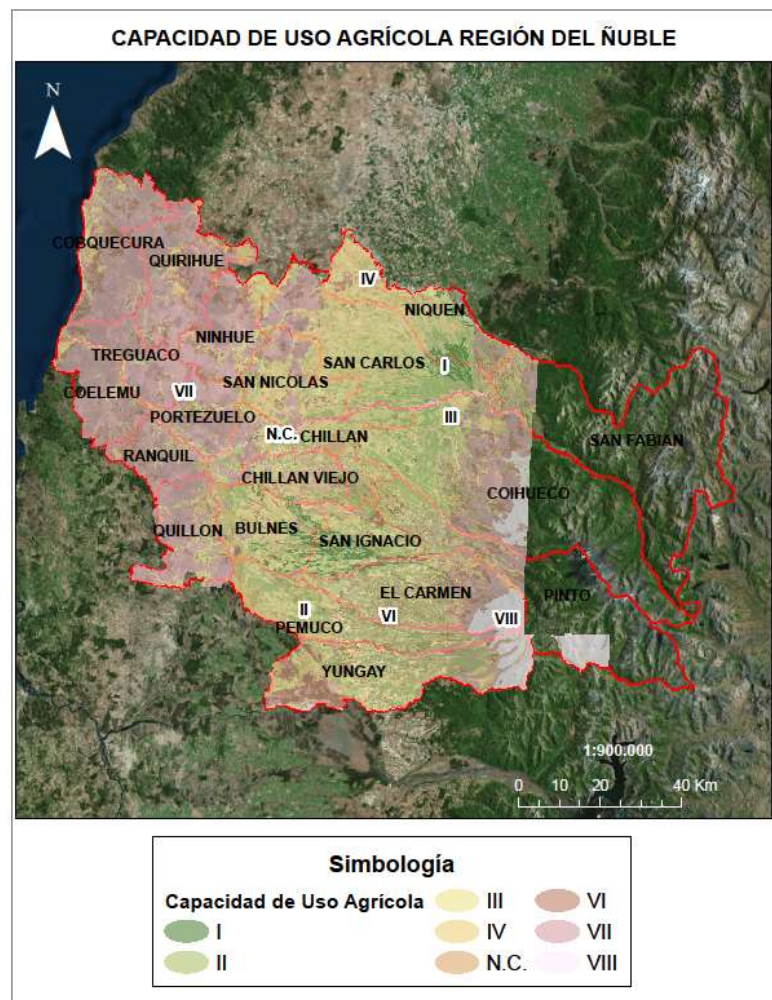 CAPACIDAD DE USO AGRÍCOLA REGIÓN DEL ÑUBLE
N
COBQUECURA
QUIRIHUE
IV
NIQUEN
NINHUE
TREGUACO
SAN CARLOS
I
SAN NICOLAS
COELEMU
VII
PORTEZUELO
III
N.C.
CHILLAN
SAN FABIAN
RANQUIL
CHILLAN VIEJO
COIHUECO
QUILLON
BULNES
SAN IGNACIO
EL CARMEN
PINTO
II
VI
VIII
PEMUCO
YUNGAY
1:900.000
0 10 20 40 Km
Simbología
Capacidad de Uso Agrícola
I
II
III
IV
N.C.
VI
VII
VIII